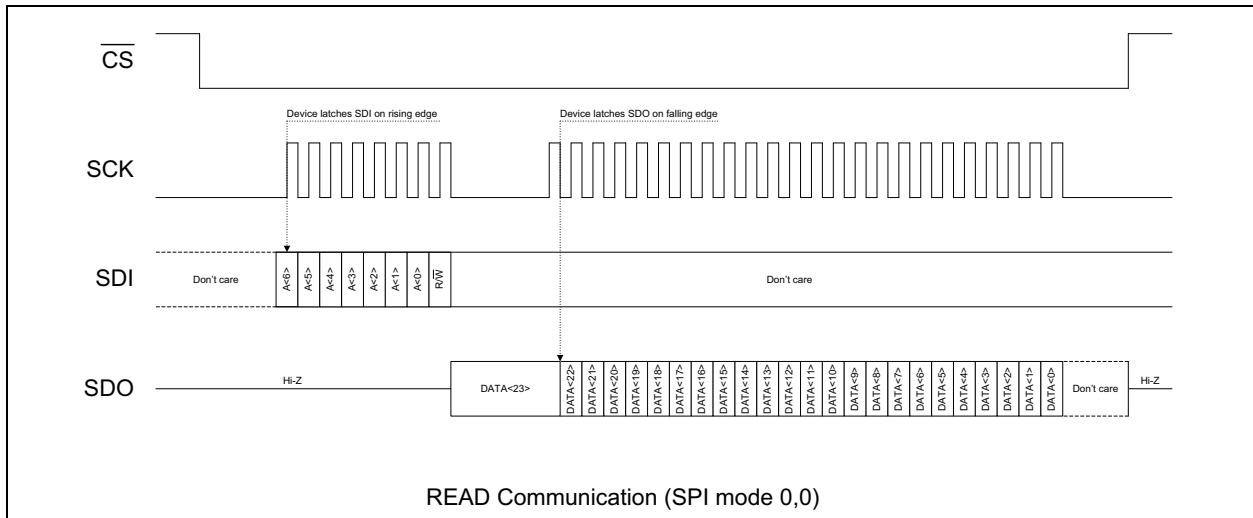 CS
Device latches SDI on rising edge
Device latches SDO on falling edge
SCK
SDI
Don't care
A<6>
A<5>
A<4>
A<3>
A<2>
A<1>
A<0>
R/W
Don't care
SDO
Hi-Z
DATA<23>
DATA<22>
DATA<21>
DATA<20>
DATA<19>
DATA<18>
DATA<17>
DATA<16>
DATA<15>
DATA<14>
DATA<13>
DATA<12>
DATA<11>
DATA<10>
DATA<9>
DATA<8>
DATA<7>
DATA<6>
DATA<5>
DATA<4>
DATA<3>
DATA<2>
DATA<1>
DATA<0>
Don't care
Hi-Z
READ Communication (SPI mode 0,0)